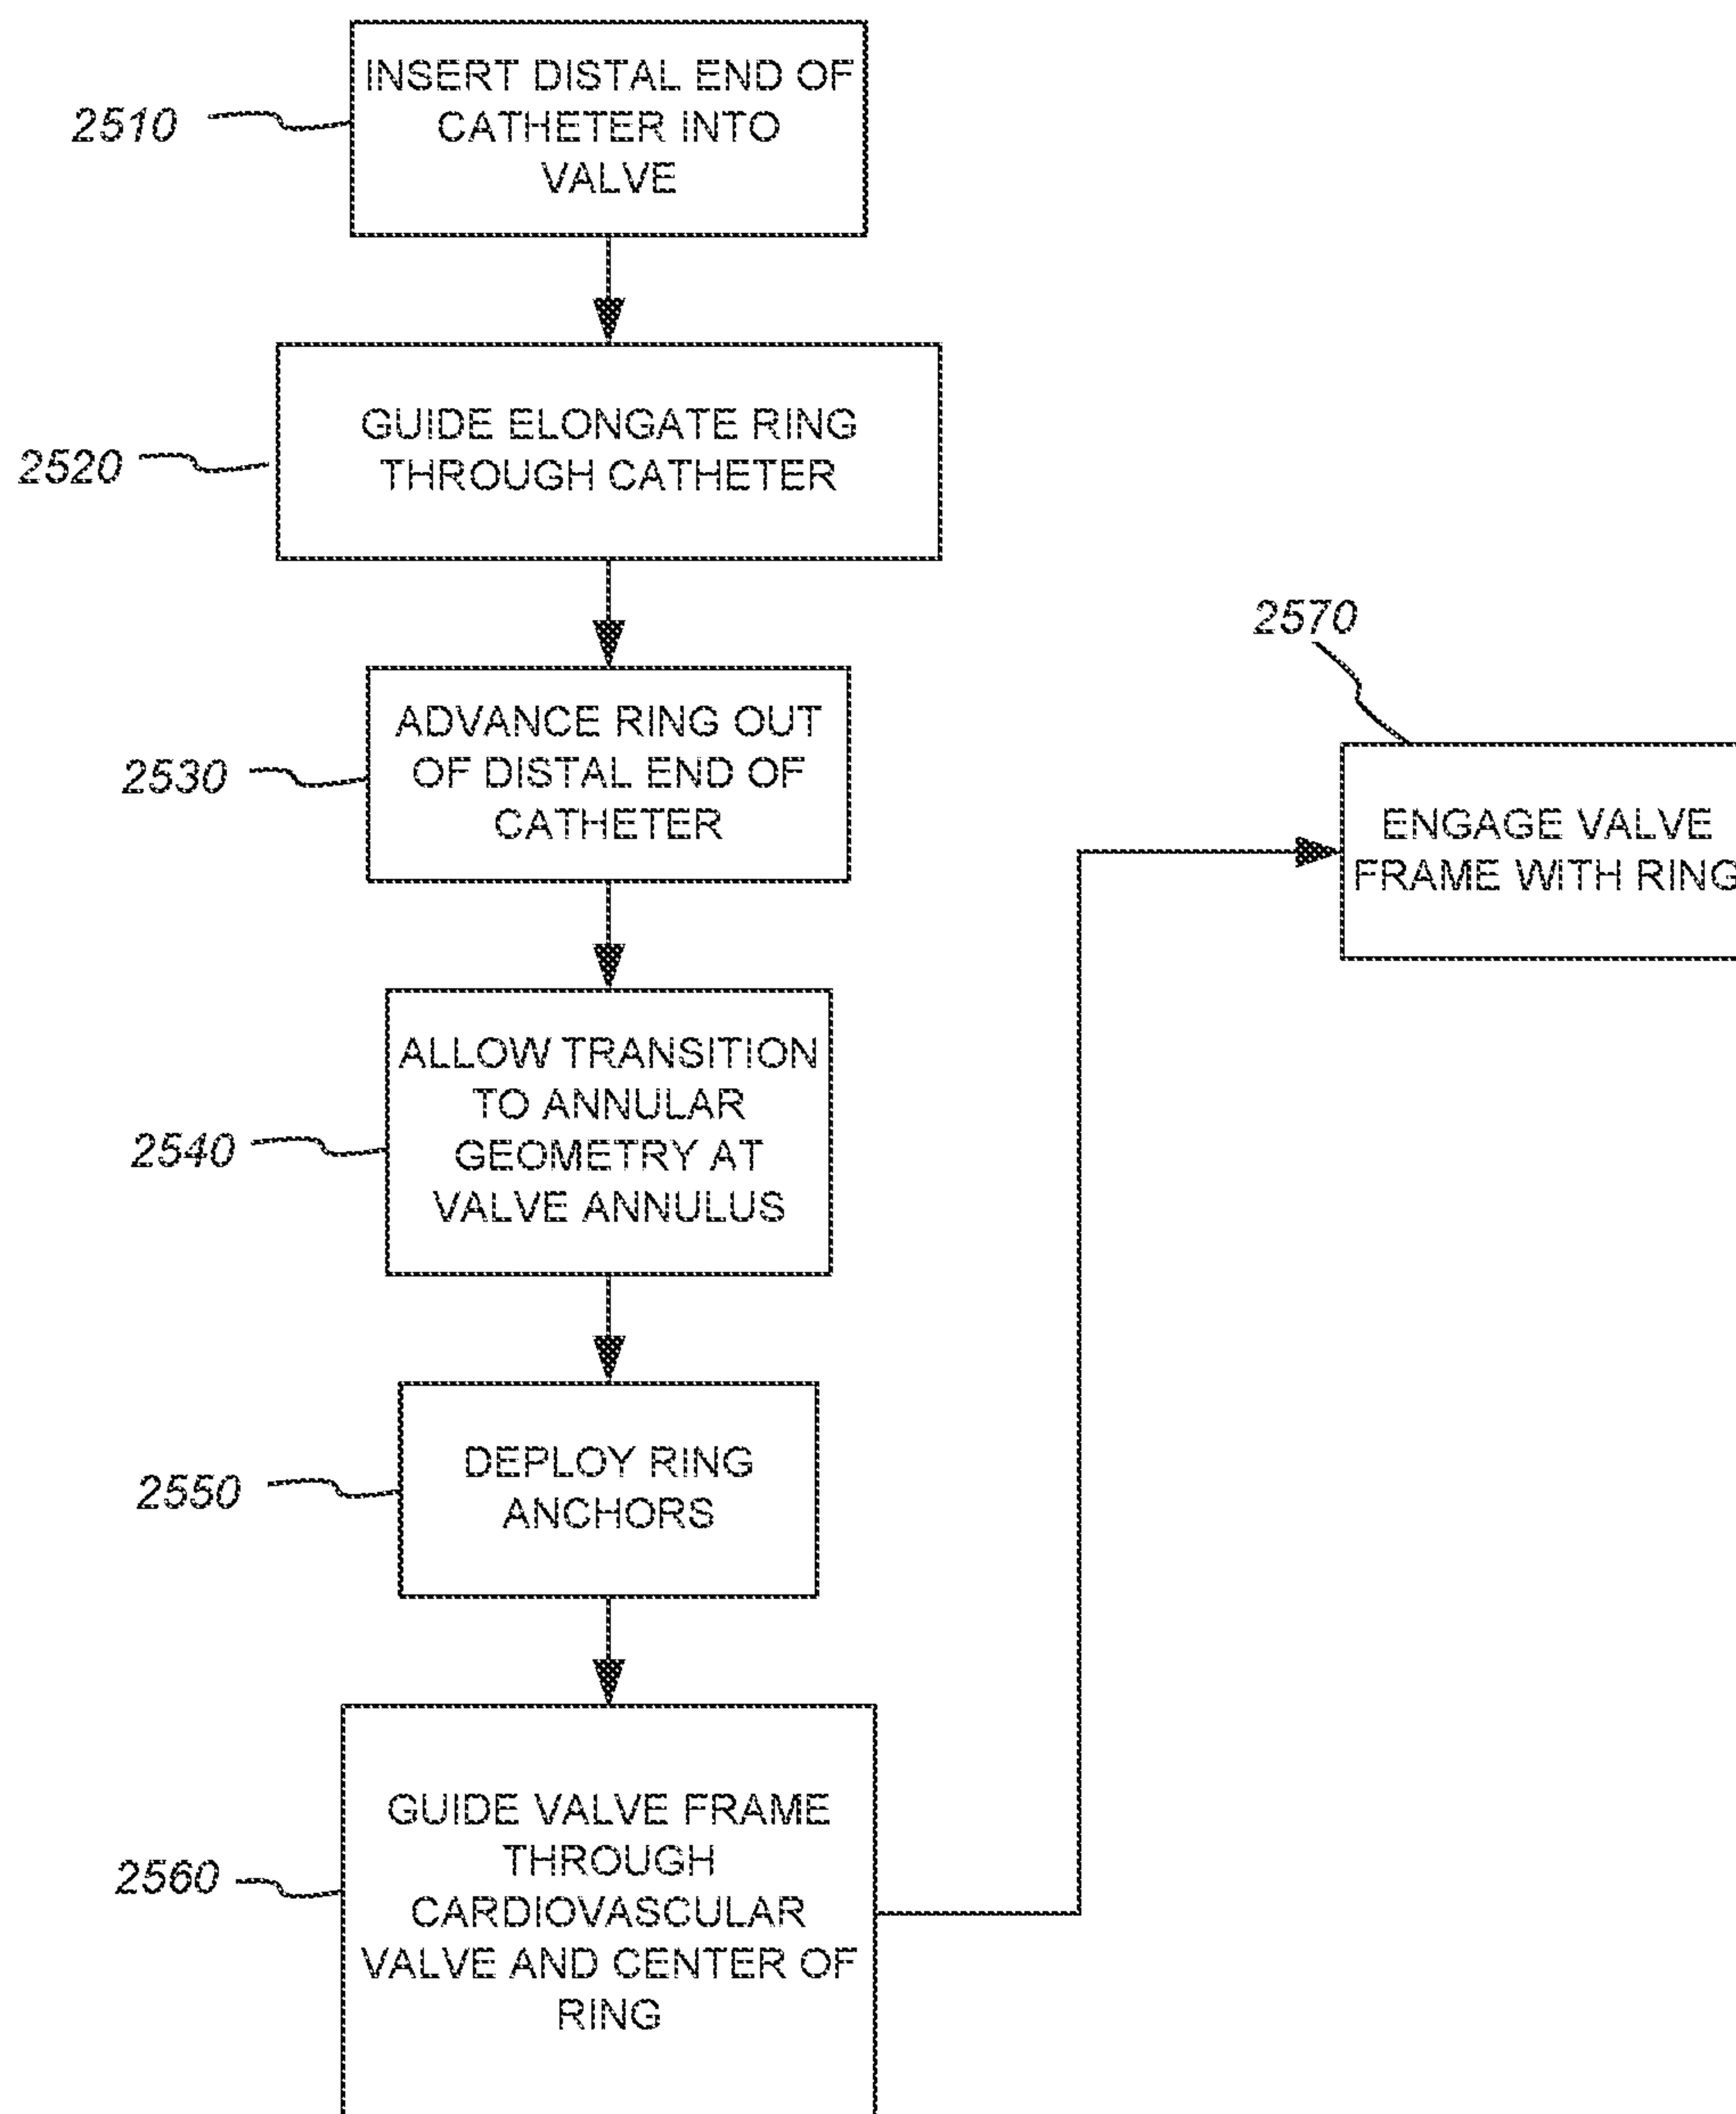 2510
INSERT DISTAL END OF
CATHETER INTO
VALVE
2520
GUIDE ELONGATE RING
THROUGH CATHETER
2530
ADVANCE RING OUT
OF DISTAL END OF
CATHETER
2540
ALLOW TRANSITION
TO ANNULAR
GEOMETRY AT
VALVE ANNULUS
2550
DEPLOY RING
ANCHORS
2560
GUIDE VALVE FRAME
THROUGH
CARDIOVASCULAR
VALVE AND CENTER OF
RING
2570
ENGAGE VALVE
FRAME WITH RING